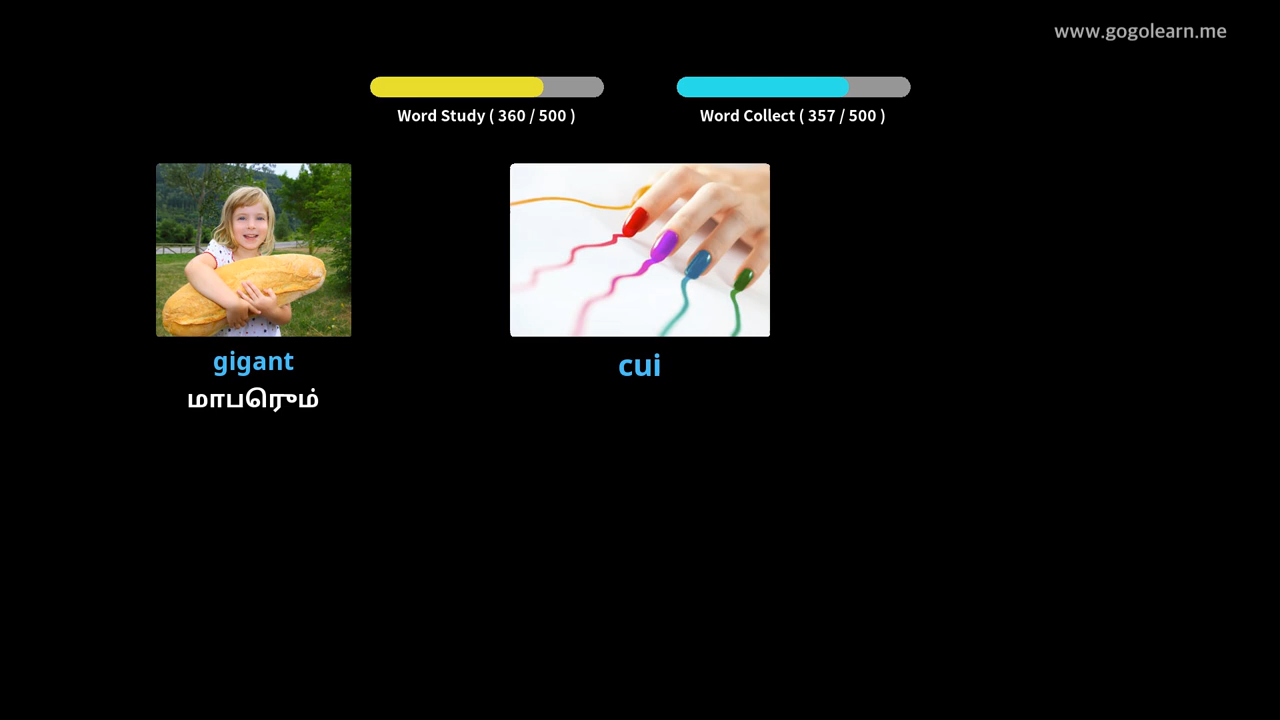 www.gogolearn.me
Word Study ( 360 / 500 )
Word Collect ( 357 / 500 )
gigant
மாபெரும்
cui